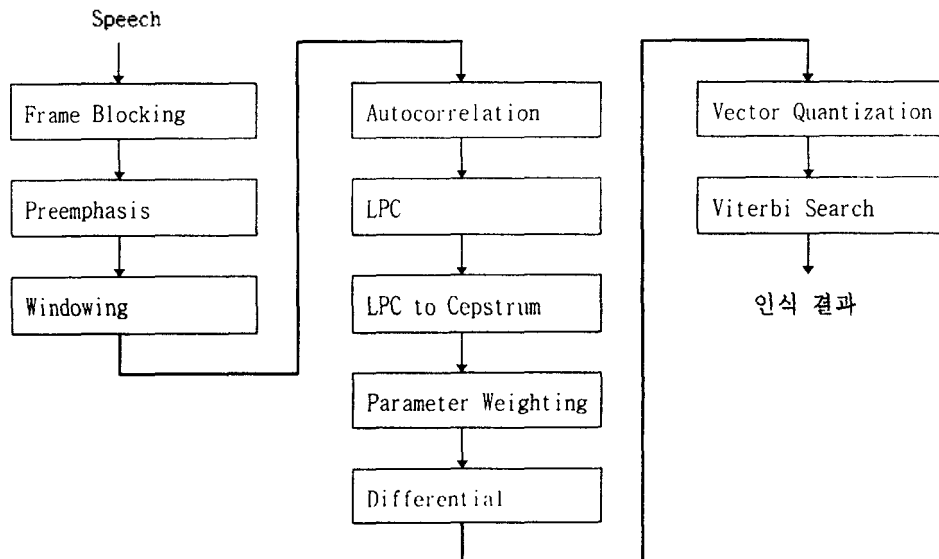 Speech
Frame Blocking
Preemphasis
Windowing
Autocorrelation
LPC
LPC to Cepstrum
Parameter Weighting
Differential
Vector Quantization
Viterbi Search
인식 결과